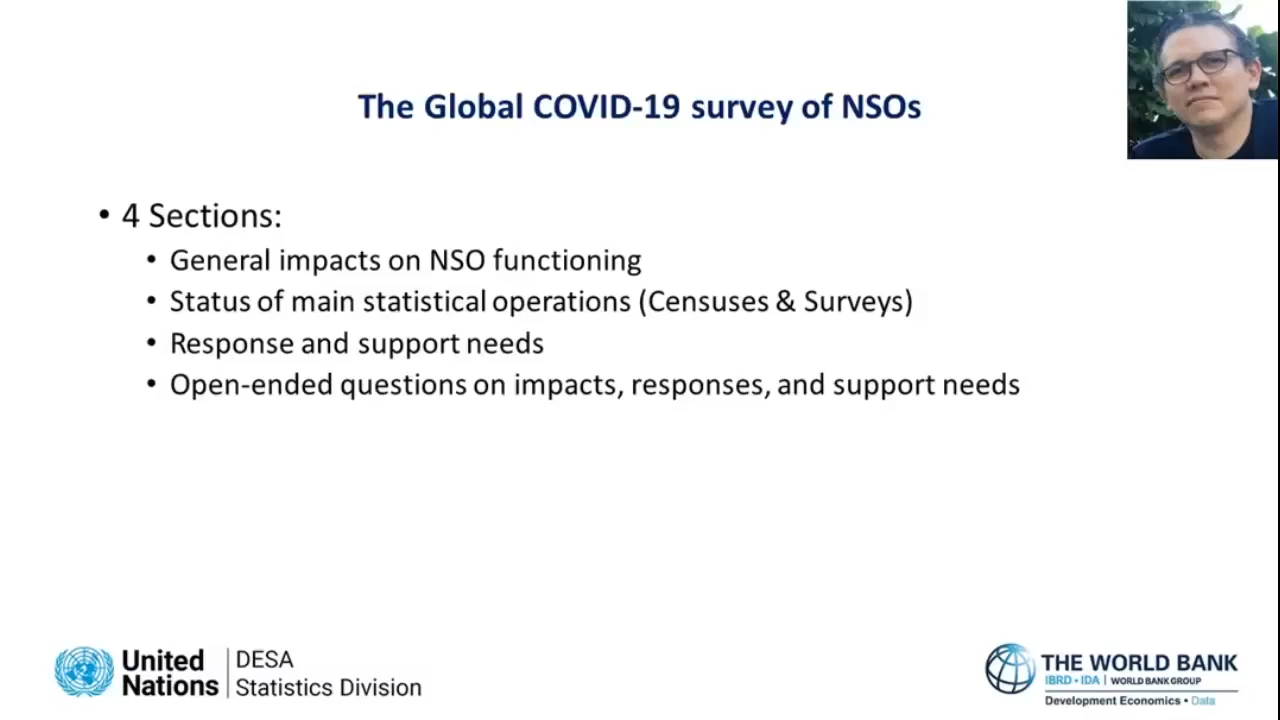 The Global COVID-19 survey of NSOs
• 4 Sections:
• General impacts on NSO functioning
• Status of main statistical operations (Censuses & Surveys)
• Response and support needs
• Open-ended questions on impacts, responses, and support needs
United Nations
DESA
Statistics Division
THE WORLD BANK
IBRD • IDA | WORLD BANK GROUP
Development Economics • Data